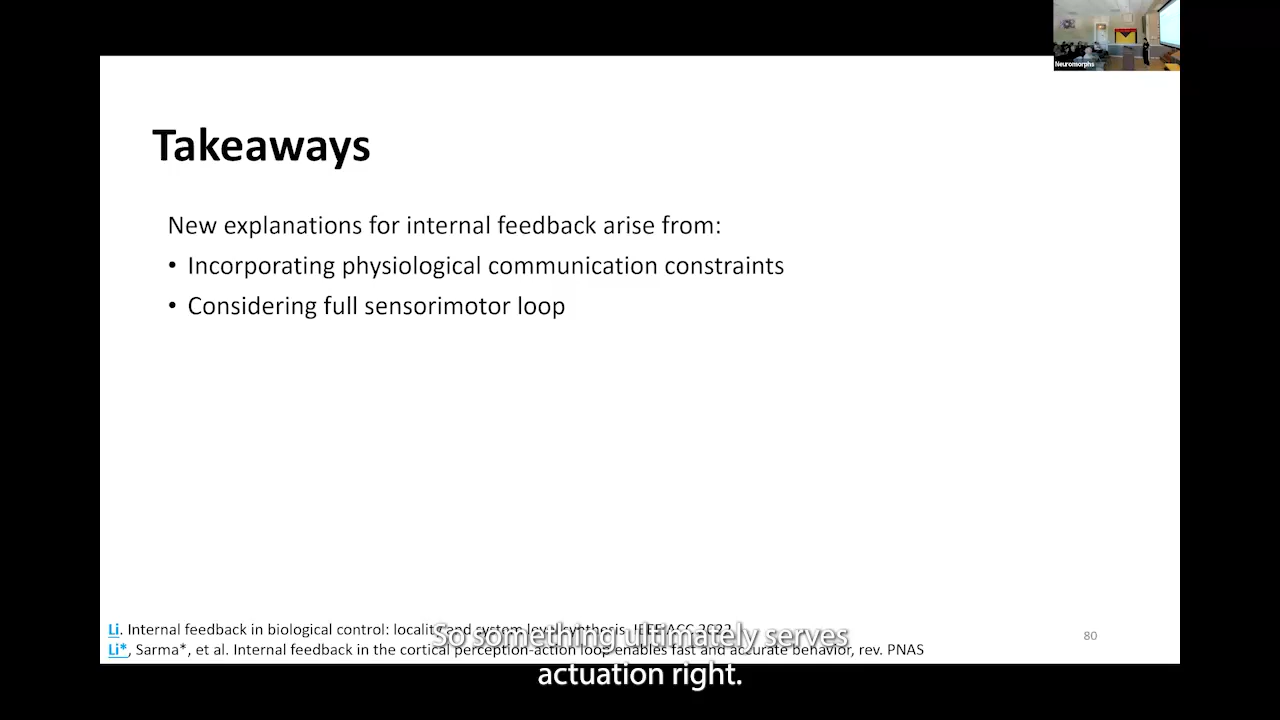 Neuromorphs
Takeaways
New explanations for internal feedback arise from:
• Incorporating physiological communication constraints
• Considering full sensorimotor loop
Li. Internal feedback in biological control: locality and system level synthesis. IEEE ACC 2022
Li*, Sarma*, et al. Internal feedback in the cortical perception-action loop enables fast and accurate behavior, rev. PNAS
80
So something ultimately serves
actuation right.